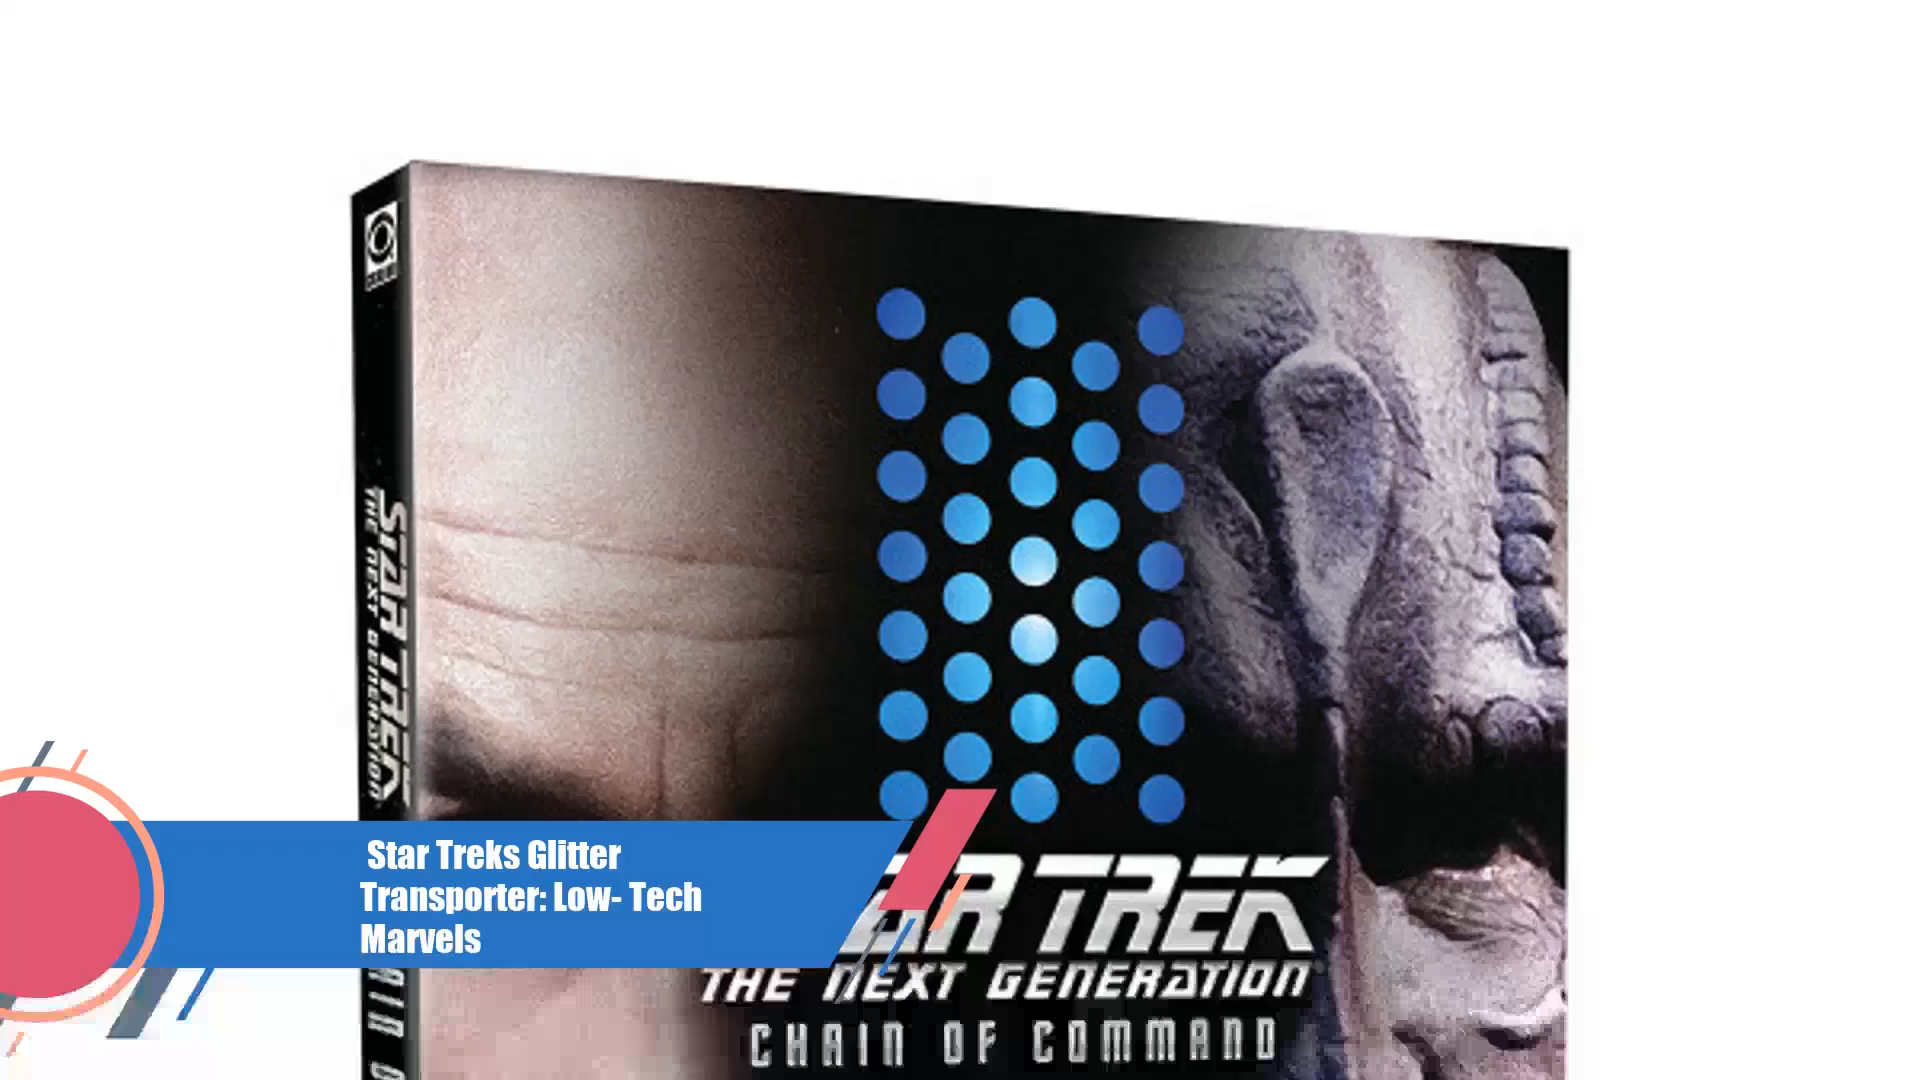 STAR TREK
THE NEXT GENERATION
Star Treks Glitter
Transporter: Low- Tech
Marvels
AR TREK
THE NEXT GENERATION
CHAIN OF COMMAND